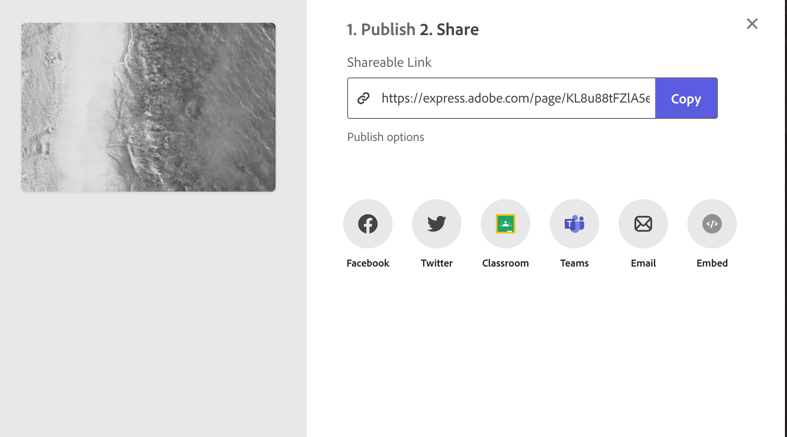 1. Publish 2. Share
Shareable Link
https://express.adobe.com/page/KL8u88tFZlA5e
Copy
Publish options
Facebook Twitter Classroom Teams Email Embed